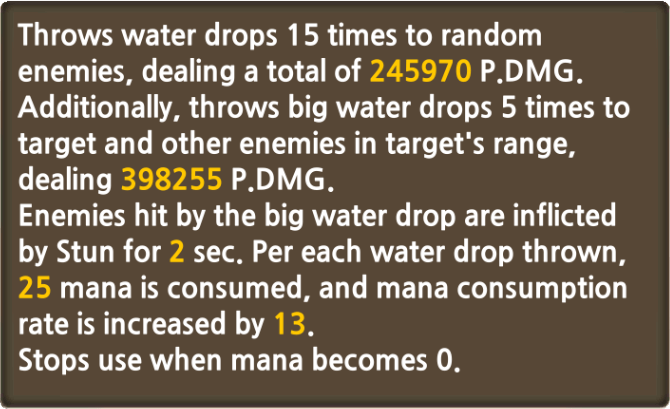 Throws water drops 15 times to random
enemies, dealing a total of 245970 P.DMG.
Additionally, throws big water drops 5 times to
target and other enemies in target's range,
dealing 398255 P.DMG.
Enemies hit by the big water drop are inflicted
by Stun for 2 sec. Per each water drop thrown,
25 mana is consumed, and mana consumption
rate is increased by 13.
Stops use when mana becomes 0.